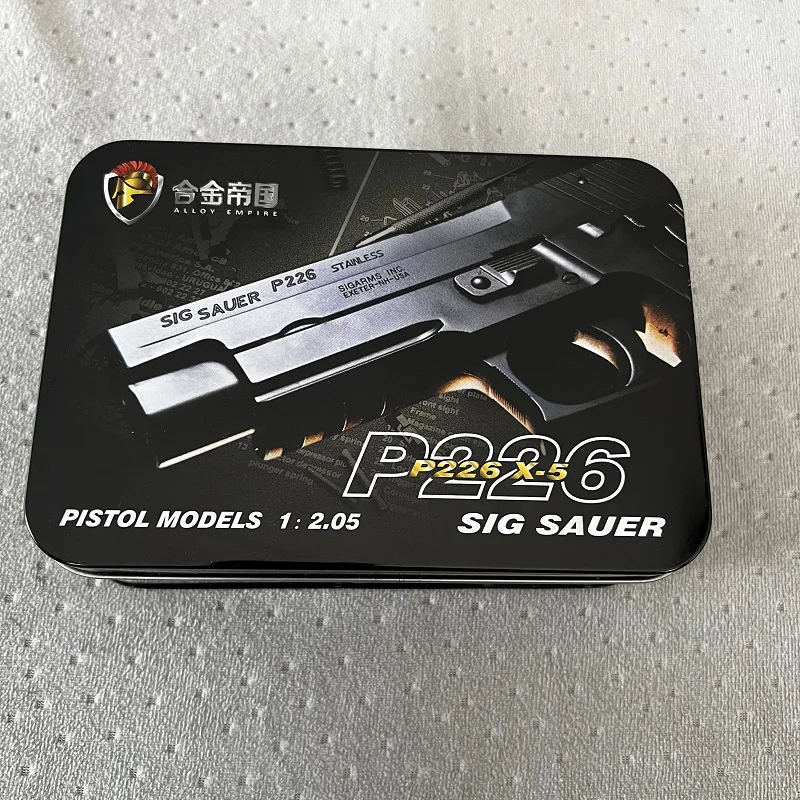 合金帝国
ALLOY EMPIRE
SIG SAUER P226 STAINLESS
SIGARMS INC.
EXETER-NH-USA
P226
P226 X-5
PISTOL MODELS 1:2.05
SIG SAUER